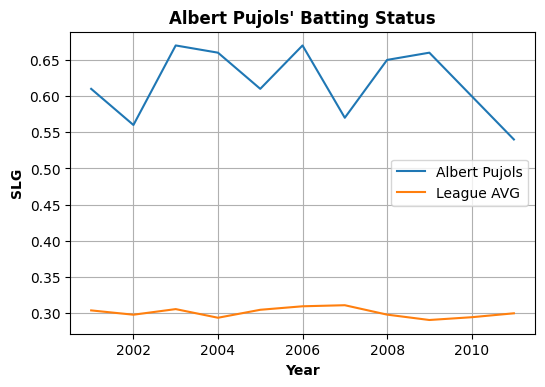 Albert Pujols' Batting Status
SLG
0.65
0.60
0.55
0.50
0.45
0.40
0.35
0.30
Albert Pujols
League AVG
2002 2004 2006 2008 2010
Year